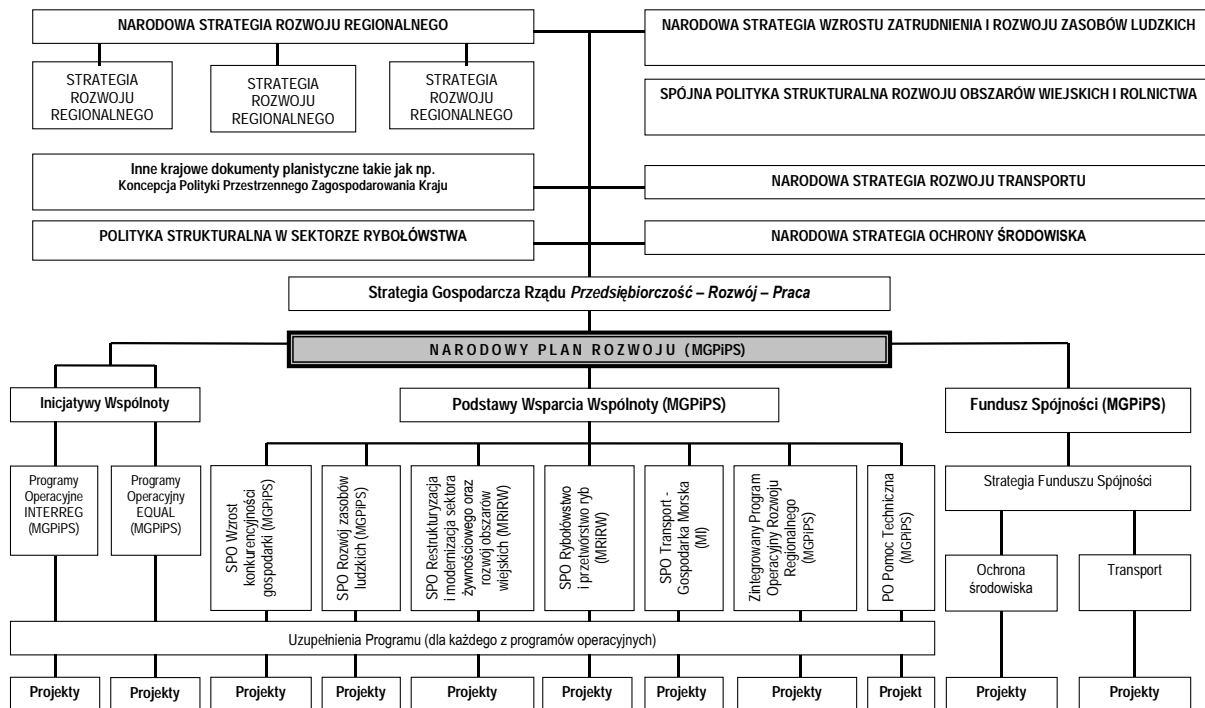 NARODOWA STRATEGIA ROZWOJU REGIONALNEGO
STRATEGIA
ROZWOJU
REGIONALNEGO
STRATEGIA
ROZWOJU
REGIONALNEGO
STRATEGIA
ROZWOJU
REGIONALNEGO
NARODOWA STRATEGIA WZROSTU ZATRUDNIENIA I ROZWOJU ZASOBÓW LUDZKICH
SPÓJNA POLITYKA STRUKTURALNA ROZWOJU OBSZARÓW WIEJSKICH I ROLNICTWA
Inne krajowe dokumenty planistyczne takie jak np.
Koncepcja Polityki Przestrzennego Zagospodarowania Kraju
NARODOWA STRATEGIA ROZWOJU TRANSPORTU
POLITYKA STRUKTURALNA W SEKTORZE RYBOŁÓWSTWA
NARODOWA STRATEGIA OCHRONY ŚRODOWISKA
Strategia Gospodarcza Rządu Przedsiębiorczość – Rozwój – Praca
NARODOWY PLAN ROZWOJU (MGPiPS)
Inicjatywy Wspólnoty
Podstawy Wsparcia Wspólnoty (MGPiPS)
Fundusz Spójności (MGPiPS)
Programy
Operacyjne
INTERREG
(MGPiPS)
Programy
Operacyjny
EQUAL
(MGPiPS)
SPO Wzrost
konkurencyjności
gospodarki (MGPiPS)
SPO Rozwój zasobów
ludzkich (MGPiPS)
SPO Restrukturyzacja
i modernizacja sektora
żywnościowego oraz
rozwój obszarów
wiejskich (MRiRW)
SPO Rybołówstwo
i przetwórstwo ryb
(MRiRW)
SPO Transport -
Gospodarka Morska
(MI)
Zintegrowany Program
Operacyjny Rozwoju
Regionalnego
(MGPiPS)
PO Pomoc Techniczna
(MGPiPS)
Strategia Funduszu Spójności
Ochrona
środowiska
Transport
Uzupełnienia Programu (dla każdego z programów operacyjnych)
Projekty
Projekty
Projekty
Projekty
Projekty
Projekty
Projekty
Projekty
Projekt
Projekty
Projekty